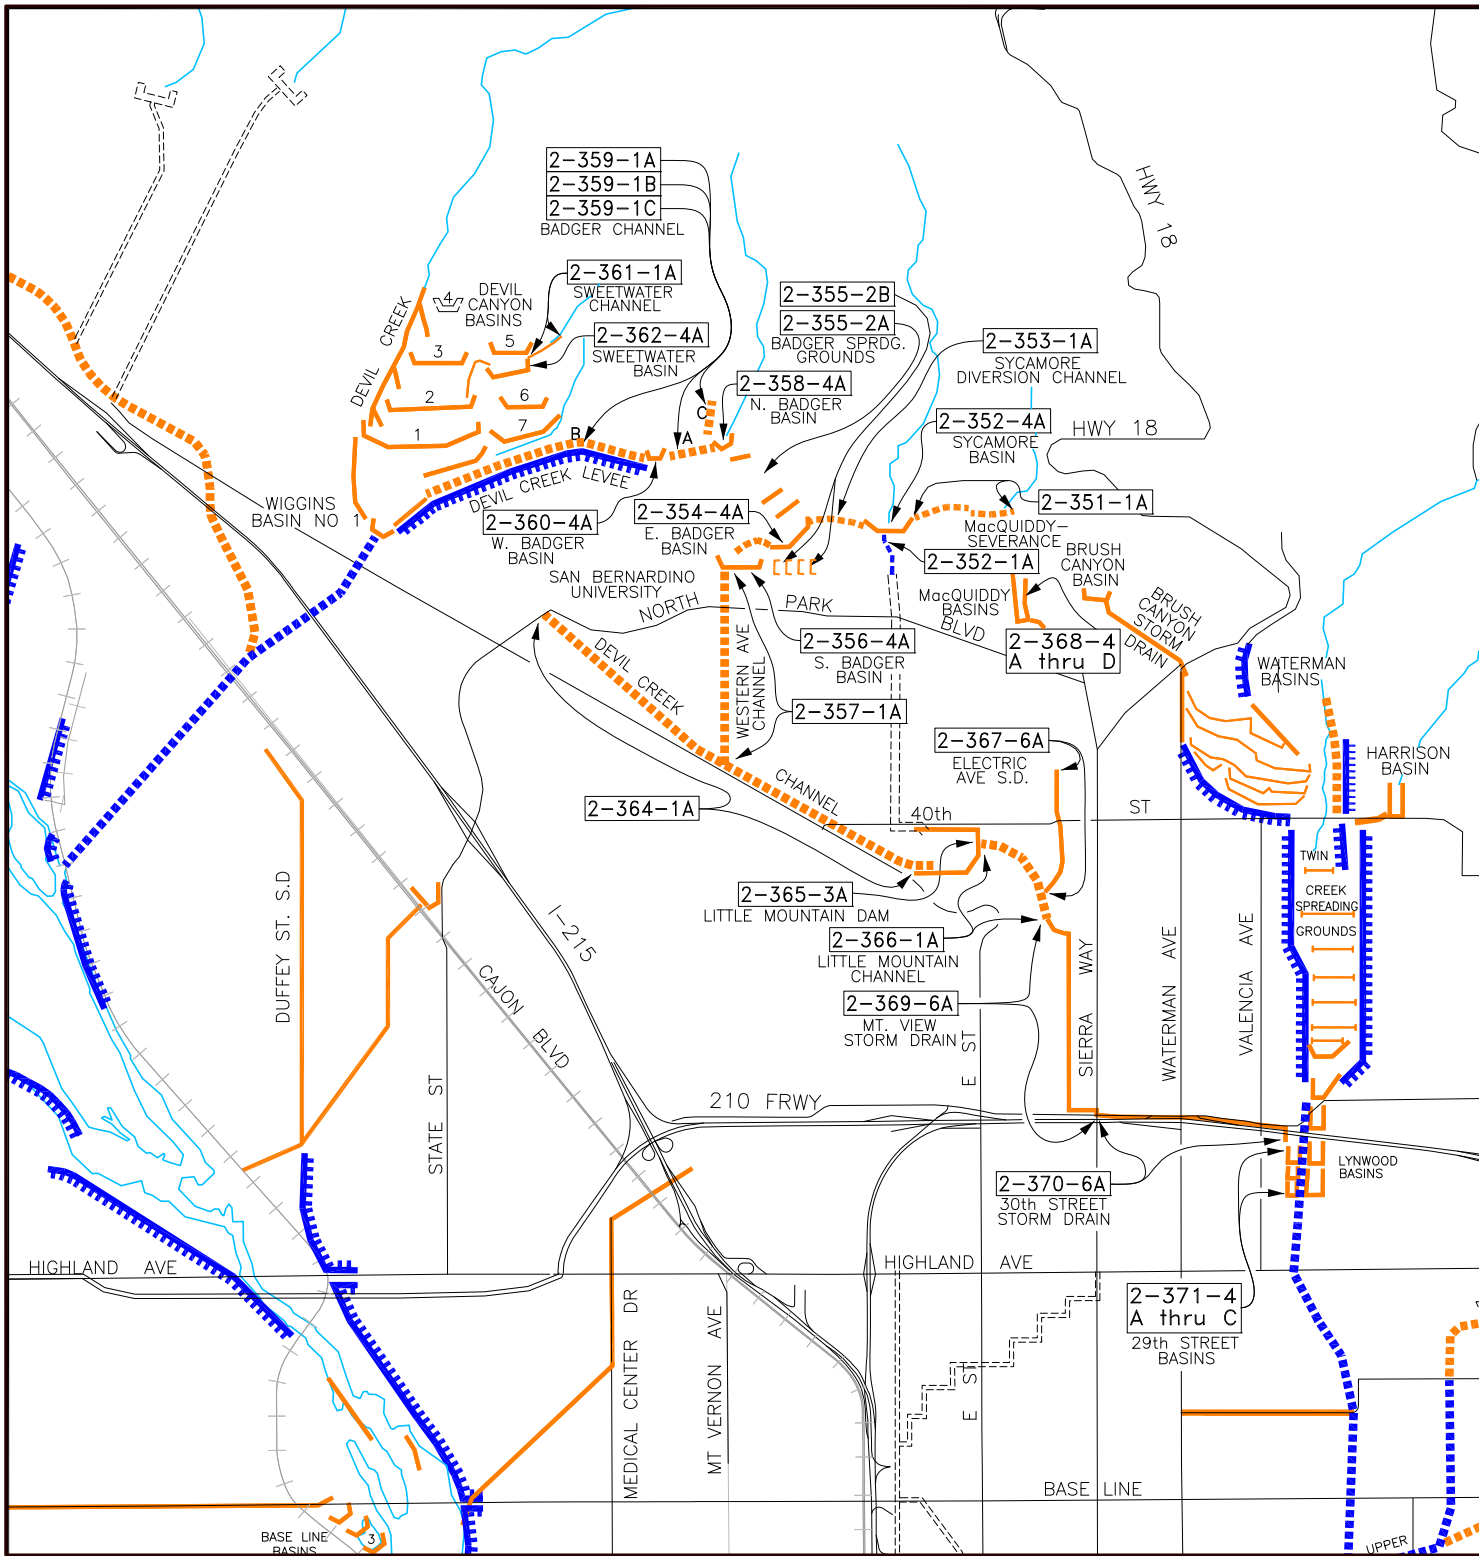 2-359-1A
2-359-1B
2-359-1C
BADGER CHANNEL
HWY 18
2-361-1A
SWEETWATER
CHANNEL
4
DEVIL
CANYON
BASINS
2-355-2B
2-355-2A
BADGER SPRDG.
GROUNDS
2-362-4A
SWEETWATER
BASIN
DEVIL CREEK
3
5
2
6
1
7
2-353-1A
SYCAMORE
DIVERSION CHANNEL
2-358-4A
N. BADGER
BASIN
C
B
A
2-352-4A
SYCAMORE
BASIN
HWY 18
DEVIL CREEK LEVEE
WIGGINS
BASIN NO 1
2-360-4A
W. BADGER
BASIN
2-354-4A
E. BADGER
BASIN
2-351-1A
MacQUIDDY-
SEVERANCE
2-352-1A
BRUSH
CANYON
BASIN
SAN BERNARDINO
UNIVERSITY
NORTH PARK BLVD
MacQUIDDY
BASINS
BRUSH
CANYON
STORM
DRAIN
2-356-4A
S. BADGER
BASIN
2-368-4
A thru D
WATERMAN
BASINS
DEVIL CREEK CHANNEL
WESTERN AVE
CHANNEL
2-357-1A
2-367-6A
ELECTRIC
AVE S.D.
HARRISON
BASIN
2-364-1A
40th ST
TWIN
CREEK
SPREADING
GROUNDS
2-365-3A
LITTLE MOUNTAIN DAM
2-366-1A
LITTLE MOUNTAIN
CHANNEL
DUFFEY ST. S.D
I-215
CAJON BLVD
SIERRA WAY
WATERMAN AVE
VALENCIA AVE
2-369-6A
MT. VIEW
STORM DRAIN
E ST
STATE ST
210 FRWY
2-370-6A
30th STREET
STORM DRAIN
LYNWOOD
BASINS
HIGHLAND AVE
HIGHLAND AVE
2-371-4
A thru C
29th STREET
BASINS
MEDICAL CENTER DR
MT VERNON AVE
E ST
BASE LINE
BASE LINE
BASINS
3
UPPER